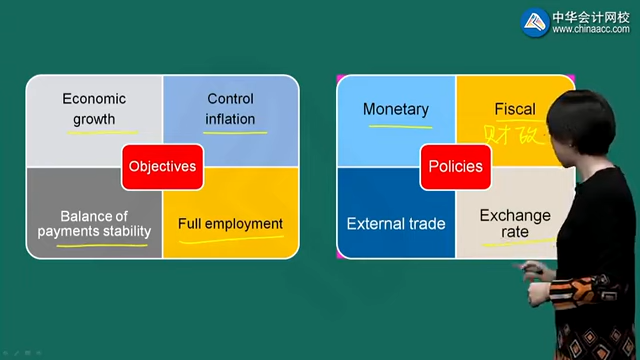 中华会计网校
www.chinaacc.com
Economic
growth
Control
inflation
Objectives
Balance of
payments stability
Full employment
Monetary
Fiscal
财政
Policies
External trade
Exchange
rate